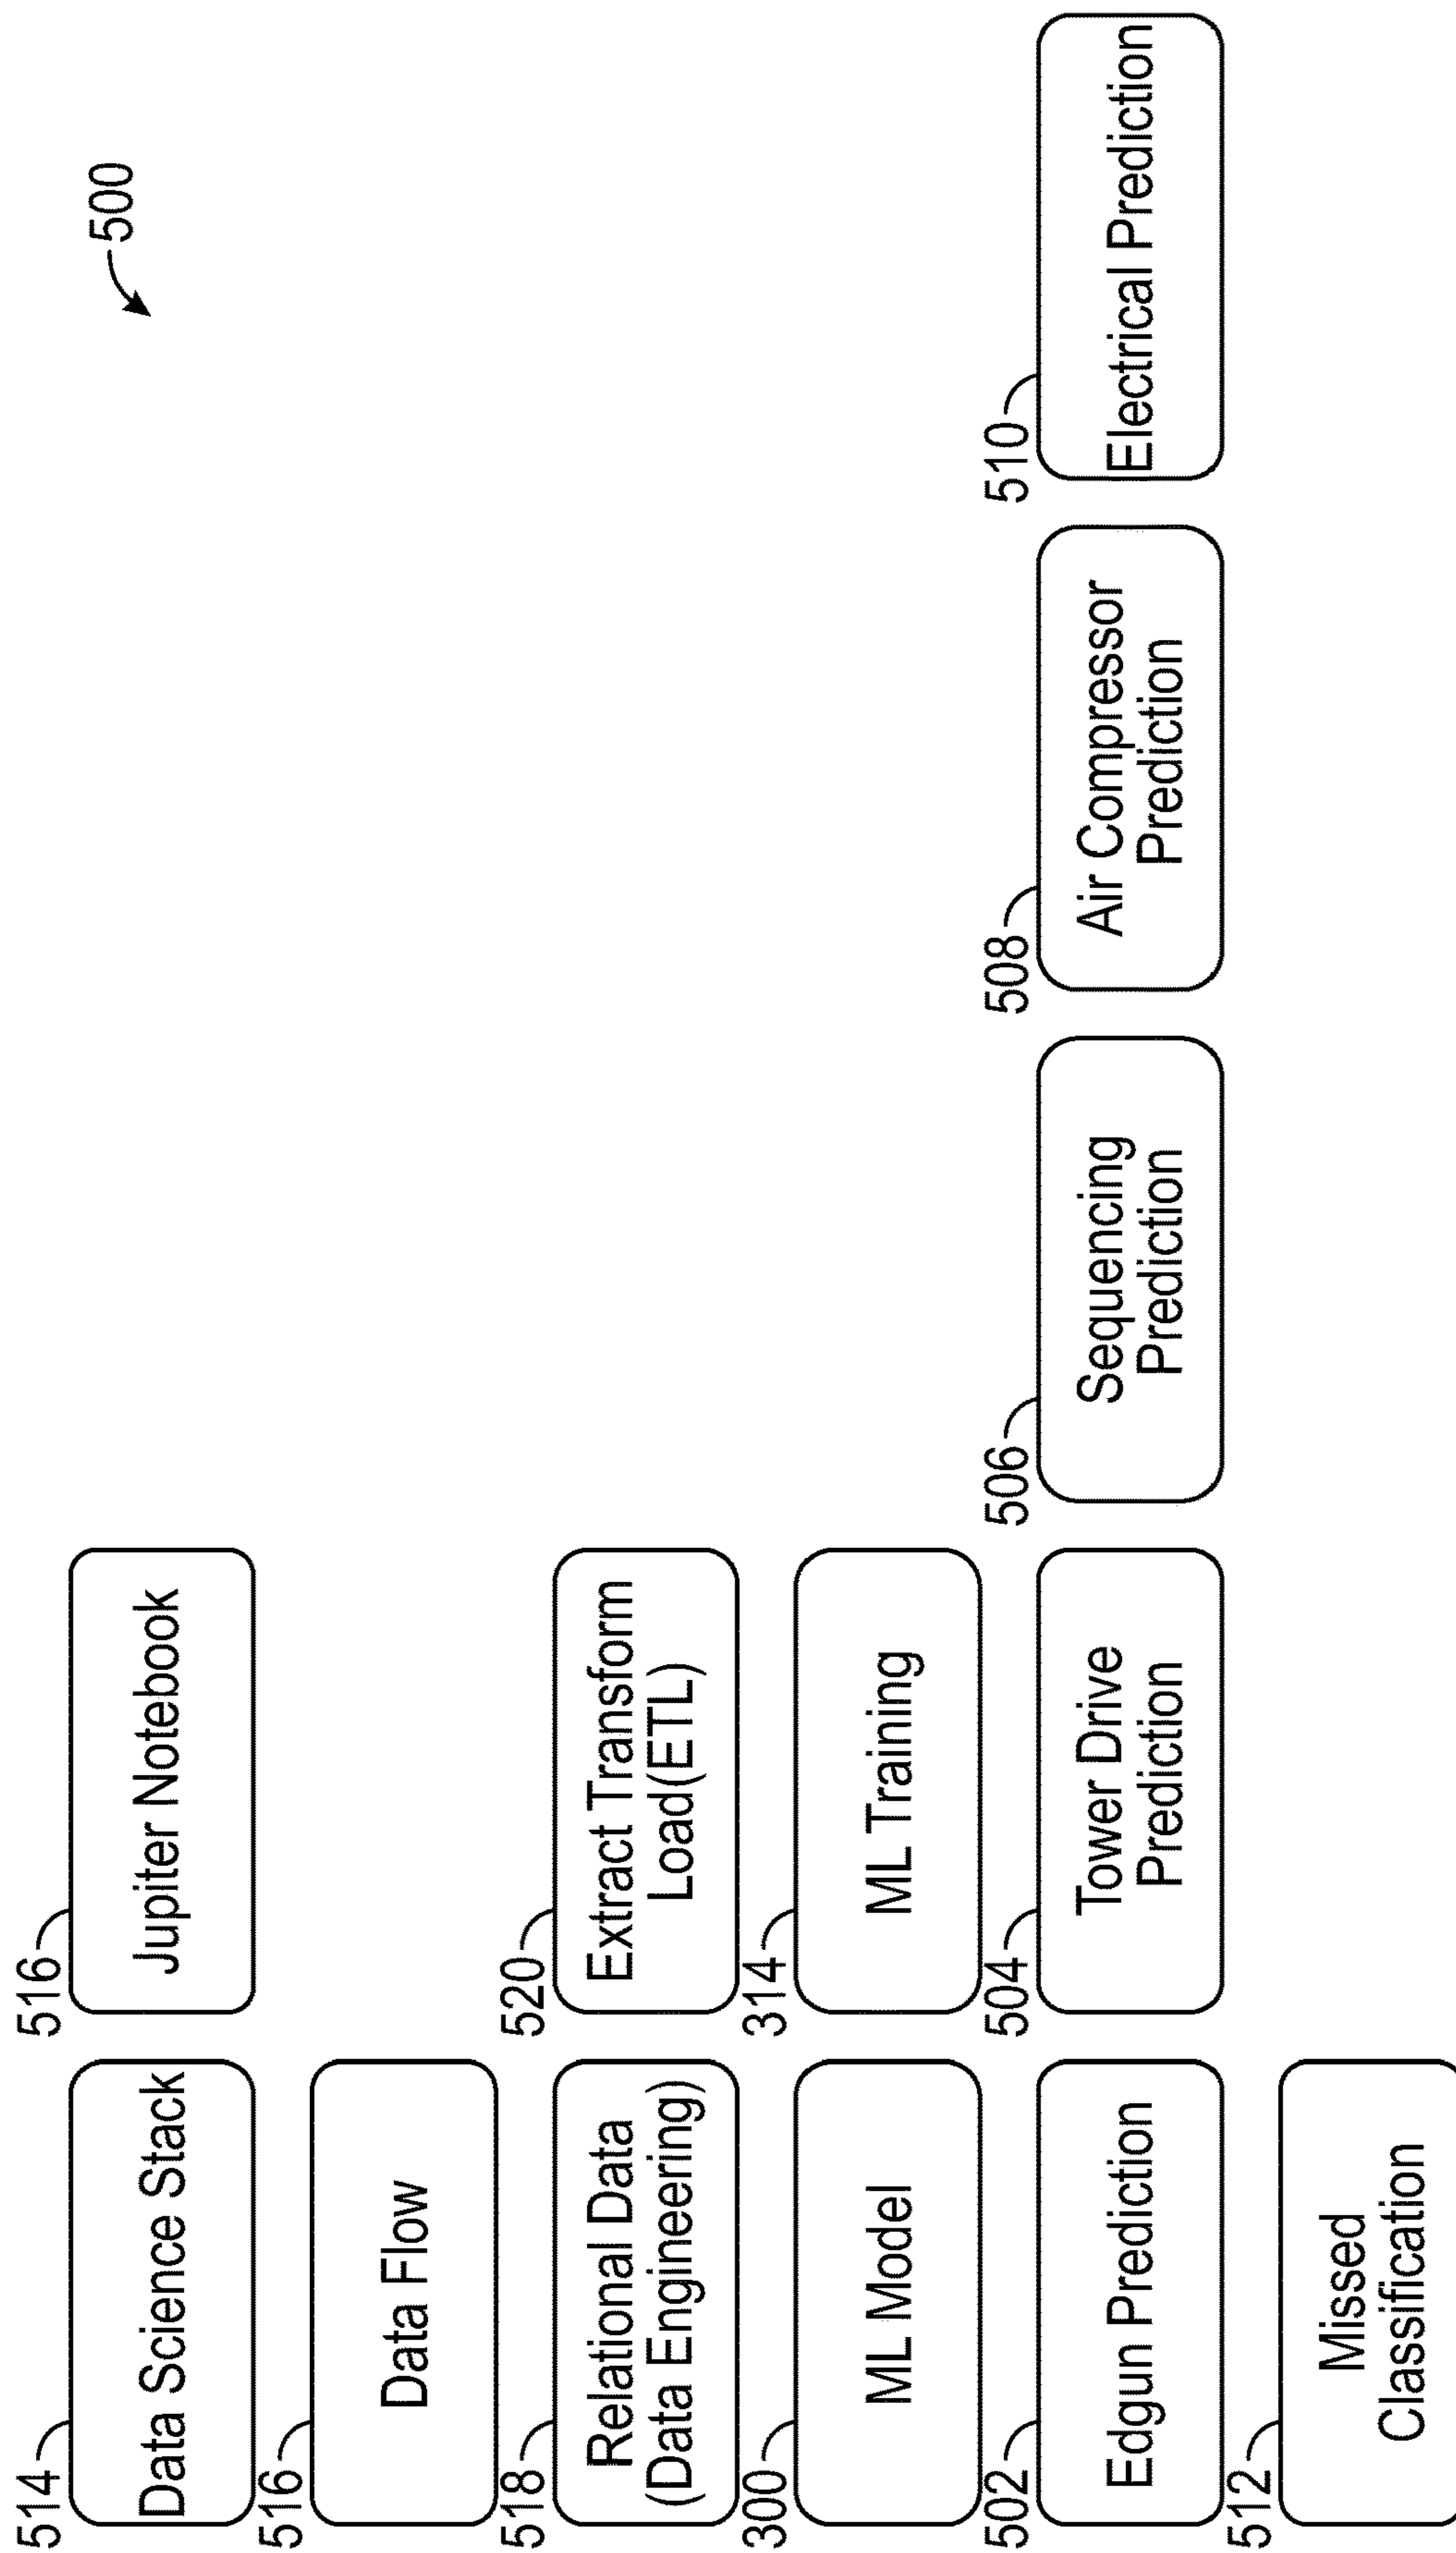 500
514
Data Science Stack
516
Jupiter Notebook
516
Data Flow
518
Relational Data
(Data Engineering)
520
Extract Transform
Load(ETL)
300
ML Model
314
ML Training
502
Edgun Prediction
504
Tower Drive
Prediction
506
Sequencing
Prediction
508
Air Compressor
Prediction
510
Electrical Prediction
512
Missed
Classification